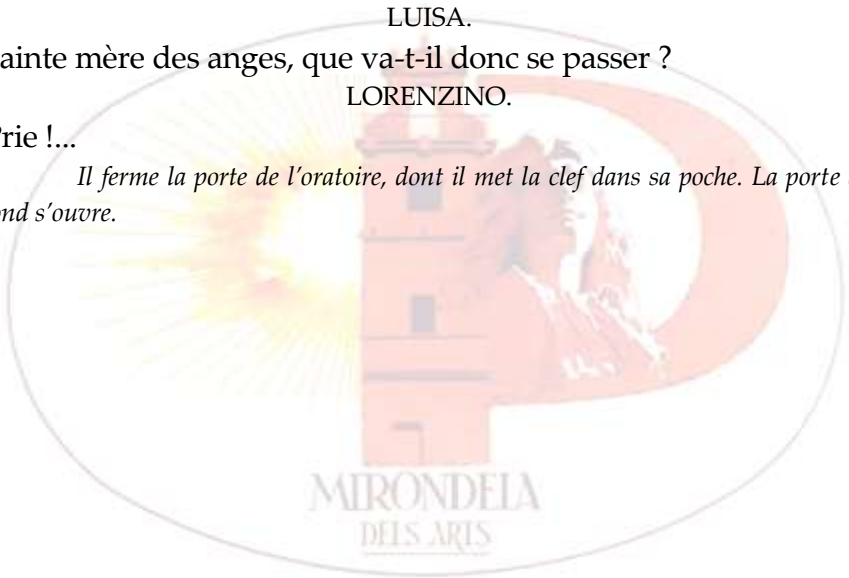 LUISA.
ainte mère des anges, que va-t-il donc se passer ?
LORENZINO.
rie !...
Il ferme la porte de l’oratoire, dont il met la clef dans sa poche. La porte
ond s’ouvre.
MIRONDELA
DELS ARTS